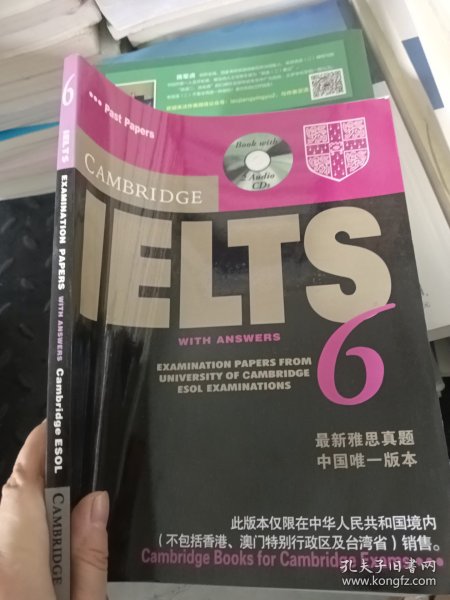 ••• Past Papers
Book with
2 Audio
CDs
CAMBRIDGE
IELTS
6
WITH ANSWERS
EXAMINATION PAPERS FROM
UNIVERSITY OF CAMBRIDGE
ESOL EXAMINATIONS
最新雅思真题
中国唯一版本
此版本仅限在中华人民共和国境内
(不包括香港、澳门特别行政区及台湾省)销售。
Cambridge Books for Cambridge Exams •••
6 IELTS EXAMINATION PAPERS WITH ANSWERS Cambridge ESOL CAMBRIDGE
孔夫子旧书网
www.kongfz.com